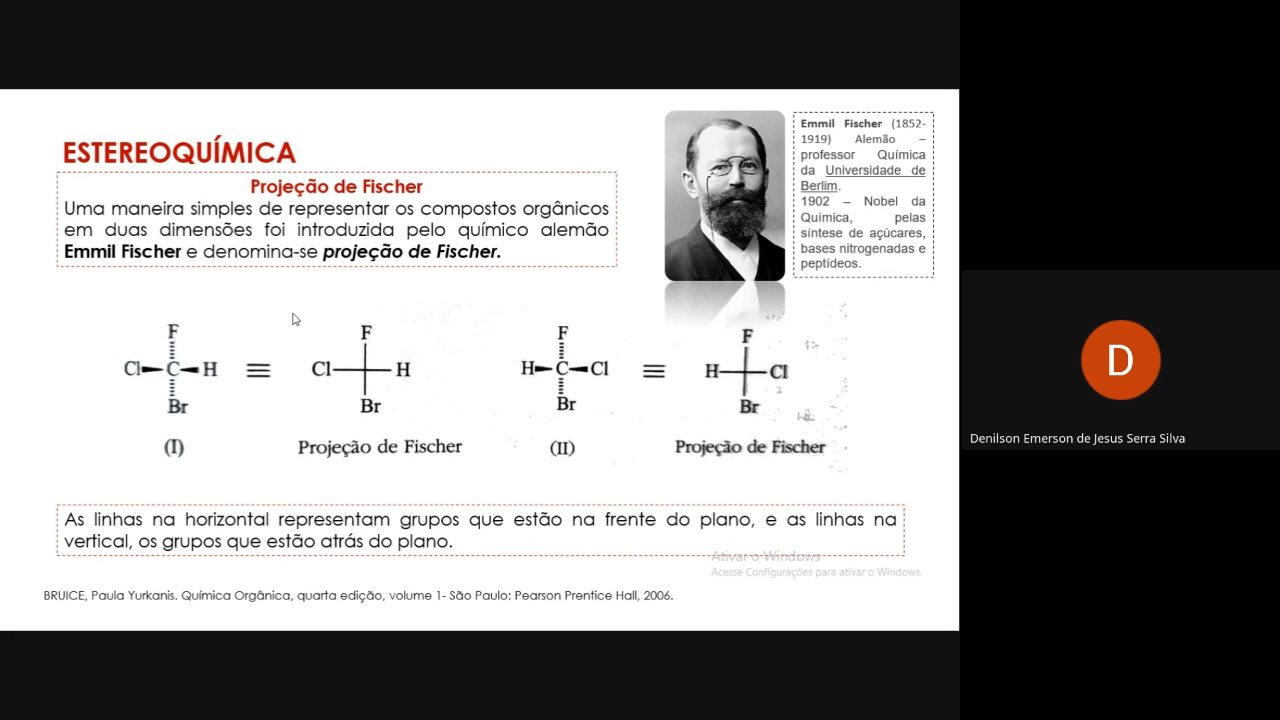 ESTEREOQUÍMICA
Projeção de Fischer
Uma maneira simples de representar os compostos orgânicos
em duas dimensões foi introduzida pelo químico alemão
Emmil Fischer e denomina-se projeção de Fischer.
Emmil Fischer (1852-
1919) Alemão –
professor Química
da Universidade de
Berlim.
1902 – Nobel da
Química, pelas
síntese de açúcares,
bases nitrogenadas e
peptídeos.
F F F F
Cl C H ≡ Cl H H C Cl ≡ H Cl
Br Br Br Br
(I) Projeção de Fischer (II) Projeção de Fischer
As linhas na horizontal representam grupos que estão na frente do plano, e as linhas na
vertical, os grupos que estão atrás do plano.
Ativar o Windows
Acesse Configurações para ativar o Windows.
BRUICE, Paula Yurkanis. Química Orgânica, quarta edição, volume 1- São Paulo: Pearson Prentice Hall, 2006.
D
Denilson Emerson de Jesus Serra Silva